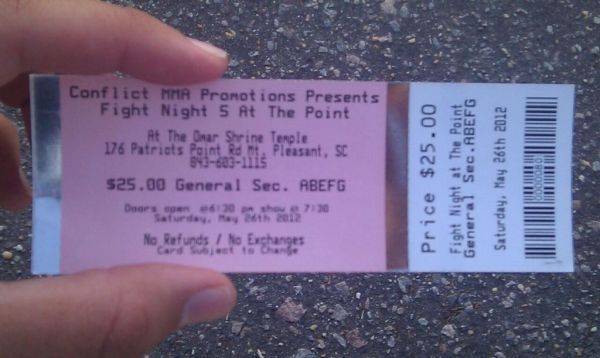 Conflict MMA Promotions Presents
Fight Night 5 At The Point
At The Omar Shrine Temple
176 Patriots Point Rd Mt. Pleasant, SC
843-603-1115
$25.00 General Sec. ABEFG
Doors open @6:30 pm show @ 7:30
Saturday, May 26th 2012
No Refunds / No Exchanges
Card Subject to Change
Price $25.00
Fight Night at The Point
General Sec.ABEFG
Saturday, May 26th 2012